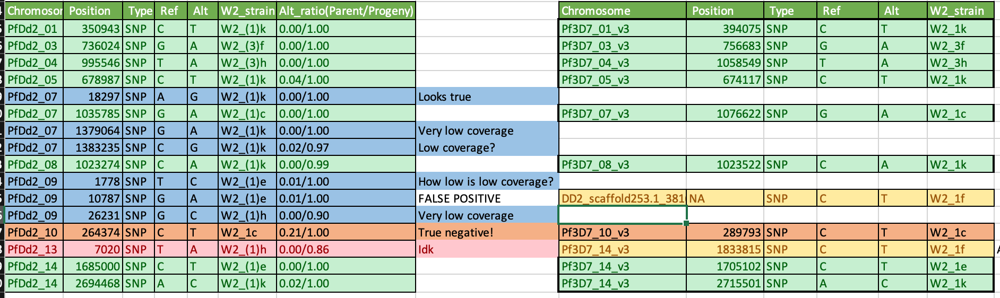 Chromosor Position Type Ref Alt W2_strain Alt_ratio(Parent/Progeny) Chromosome Position Type Ref Alt W2_strain
PfDd2_01 350943 SNP C T W2_(1)k 0.00/1.00 Pf3D7_01_v3 394075 SNP C T W2_1k
PfDd2_03 736024 SNP G A W2_(3)f 0.00/1.00 Pf3D7_03_v3 756683 SNP G A W2_3f
PfDd2_04 995546 SNP T A W2_(3)h 0.00/1.00 Pf3D7_04_v3 1058549 SNP T A W2_3h
PfDd2_05 678987 SNP C T W2_(1)k 0.04/1.00 Pf3D7_05_v3 674117 SNP C T W2_1k
PfDd2_07 18297 SNP A G W2_(1)k 0.00/1.00 Looks true
PfDd2_07 1035785 SNP G A W2_(1)c 0.00/1.00 Pf3D7_07_v3 1076622 SNP G A W2_1c
PfDd2_07 1379064 SNP G A W2_(1)k 0.00/1.00 Very low coverage
PfDd2_07 1383235 SNP C G W2_(1)k 0.02/0.97 Low coverage?
PfDd2_08 1023274 SNP C A W2_(1)k 0.00/0.99 Pf3D7_08_v3 1023522 SNP C A W2_1k
PfDd2_09 1778 SNP T C W2_(1)e 0.01/1.00 How low is low coverage?
PfDd2_09 10787 SNP G A W2_(1)e 0.01/1.00 FALSE POSITIVE DD2_scaffold253.1_381 NA SNP C T W2_1f
PfDd2_09 26231 SNP G C W2_(1)h 0.00/0.90 Very low coverage
PfDd2_10 264374 SNP C T W2_1c 0.21/1.00 True negative! Pf3D7_10_v3 289793 SNP C T W2_1c
PfDd2_13 7020 SNP T A W2_(1)h 0.00/0.86 Idk Pf3D7_14_v3 1833815 SNP C T W2_1f
PfDd2_14 1685000 SNP C T W2_(1)e 0.00/1.00 Pf3D7_14_v3 1705102 SNP C T W2_1e
PfDd2_14 2694468 SNP A C W2_(1)k 0.02/1.00 Pf3D7_14_v3 2715501 SNP A C W2_1k